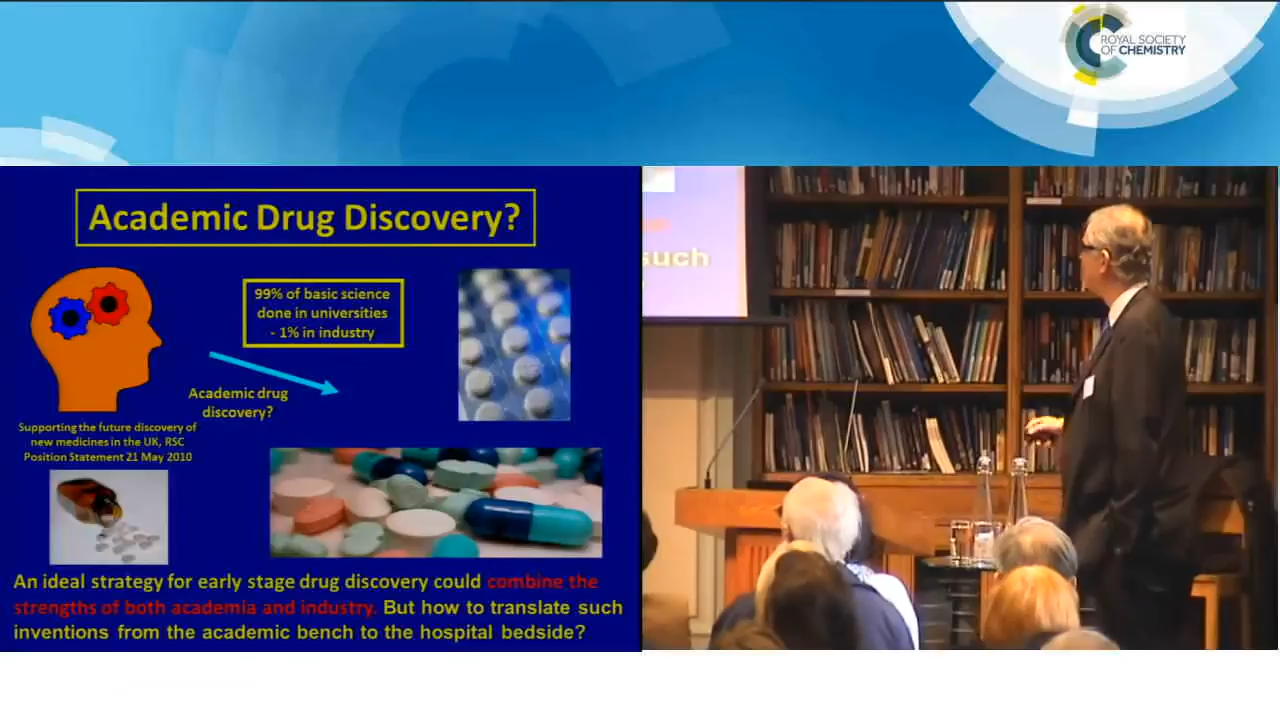 ROYAL SOCIETY
OF CHEMISTRY
Academic Drug Discovery?
99% of basic science
done in universities
- 1% in industry
Academic drug
discovery?
Supporting the future discovery of
new medicines in the UK, RSC
Position Statement 21 May 2010
An ideal strategy for early stage drug discovery could combine the
strengths of both academia and industry. But how to translate such
inventions from the academic bench to the hospital bedside?
such